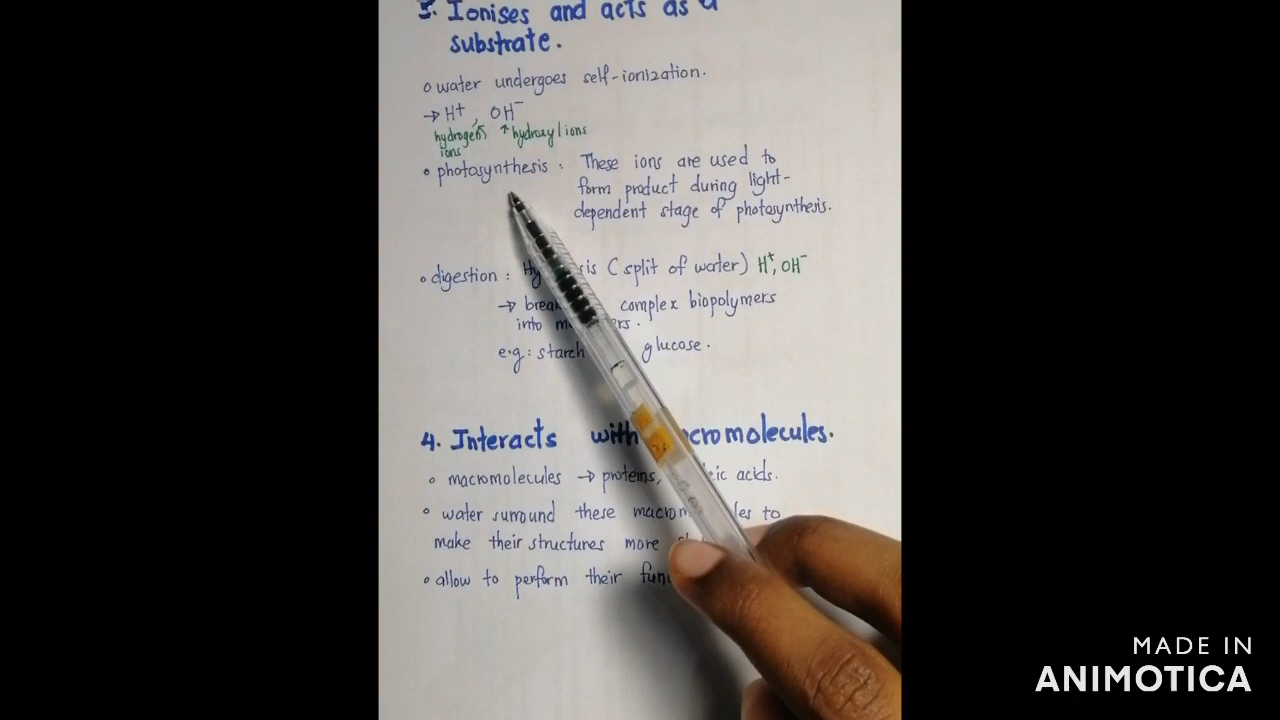 3. Ionises and acts as a
substrate.
o water undergoes self-ionization.
→ H⁺, OH⁻
hydrogen ↗ ↑ hydroxyl ions
ions
• photosynthesis : These ions are used to
form product during light-
dependent stage of photosynthesis.
• digestion : (split of water) H⁺, OH⁻
→ complex biopolymers
into
e.g: starch glucose.
4. Interacts with
o macromolecules → proteins, acids.
o water surround these to
make their structures more
o allow to perform their
MADE IN
ANIMOTICA